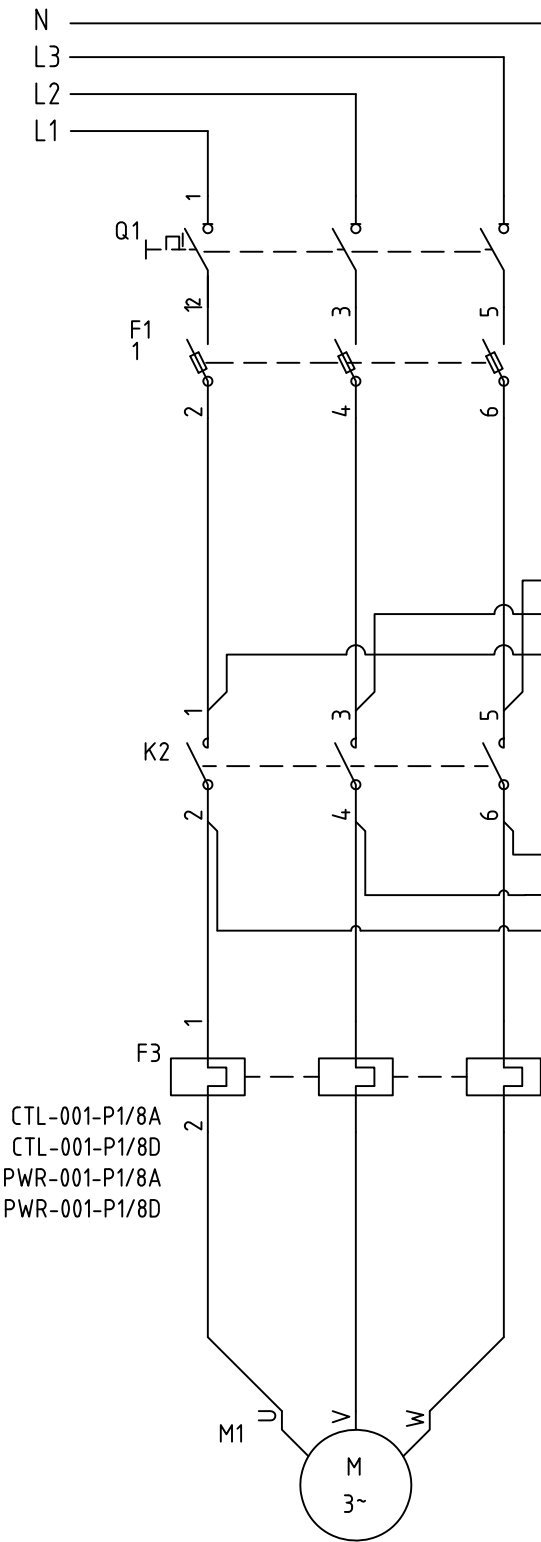 N
L3
L2
L1
1
Q1
12
3
5
F1
1
2
4
6
1
3
5
K2
2
4
6
1
F3
2
CTL-001-P1/8A
CTL-001-P1/8D
PWR-001-P1/8A
PWR-001-P1/8D
U
V
W
M1
M
3~